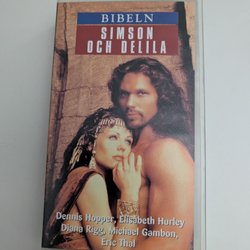 BIBELN
SIMSON
OCH DELILA
Dennis Hopper, Elisabeth Hurley
Diana Rigg, Michael Gambon,
Eric Thal